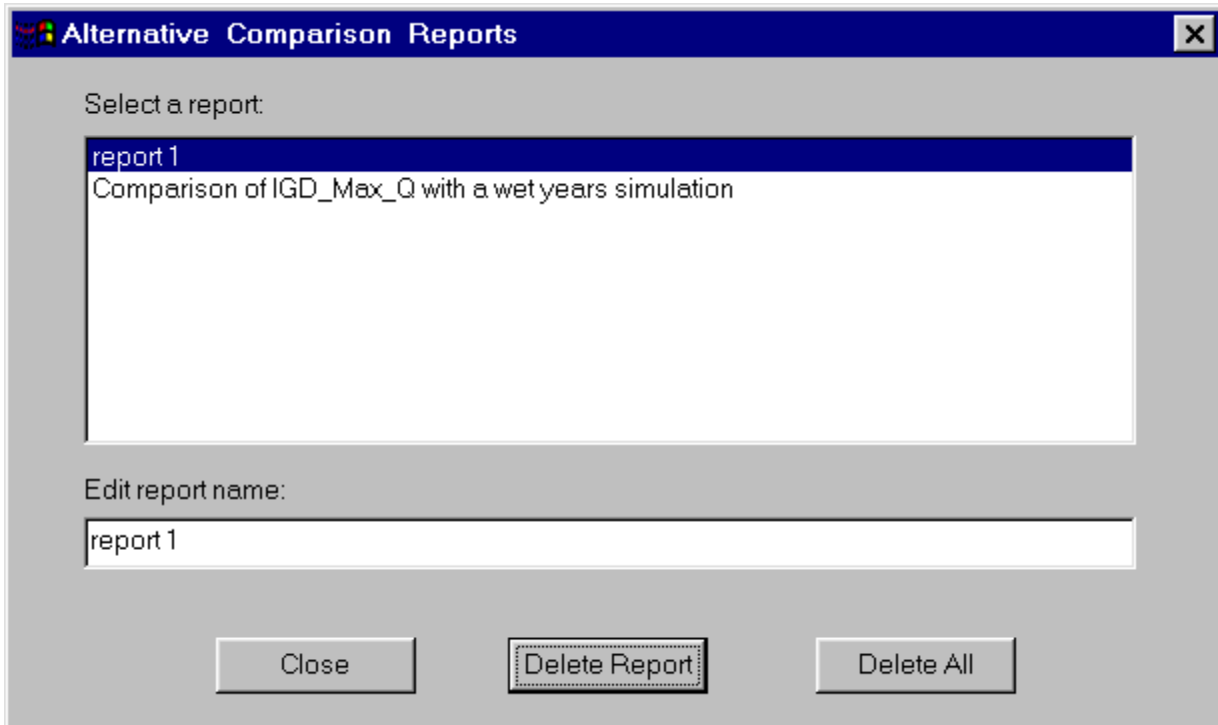 Alternative Comparison Reports
Select a report:
report 1
Comparison of IGD_Max_Q with a wet years simulation
Edit report name:
report 1
Close Delete Report Delete All